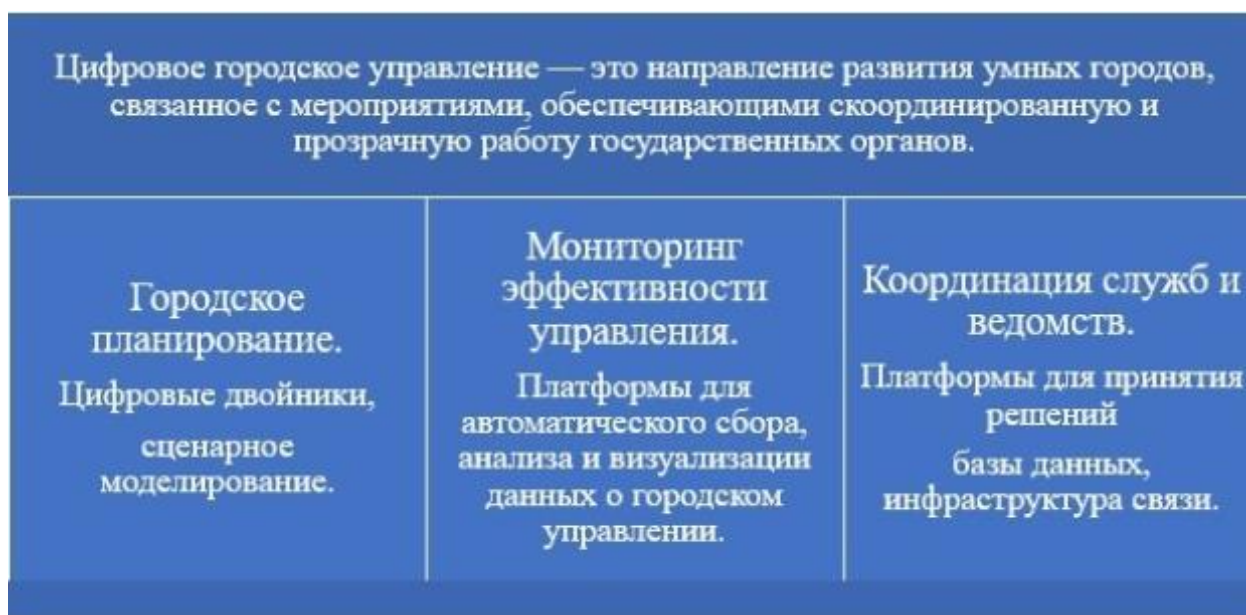 Цифровое городское управление — это направление развития умных городов,
связанное с мероприятиями, обеспечивающими скоординированную и
прозрачную работу государственных органов.
Городское
планирование.
Цифровые двойники,
сценарное
моделирование.
Мониторинг
эффективности
управления.
Платформы для
автоматического сбора,
анализа и визуализации
данных о городском
управлении.
Координация служб и
ведомств.
Платформы для принятия
решений
базы данных,
инфраструктура связи.